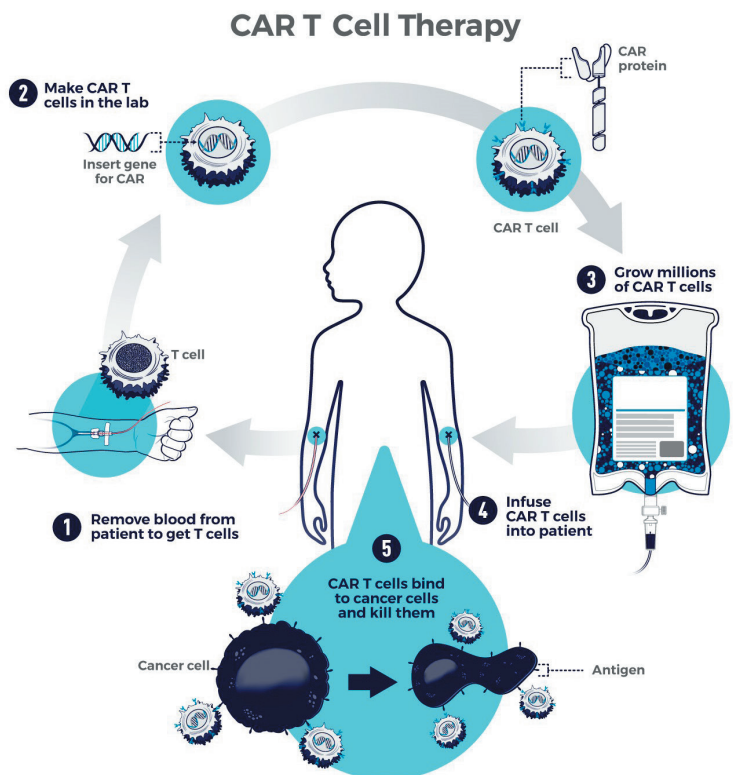 CAR T Cell Therapy
2
Make CAR T
cells in the lab
Insert gene
for CAR
CAR
protein
CAR T cell
3
Grow millions
of CAR T cells
T cell
1
Remove blood from
patient to get T cells
4
Infuse
CAR T cells
into patient
5
CAR T cells bind
to cancer cells
and kill them
Cancer cell
Antigen